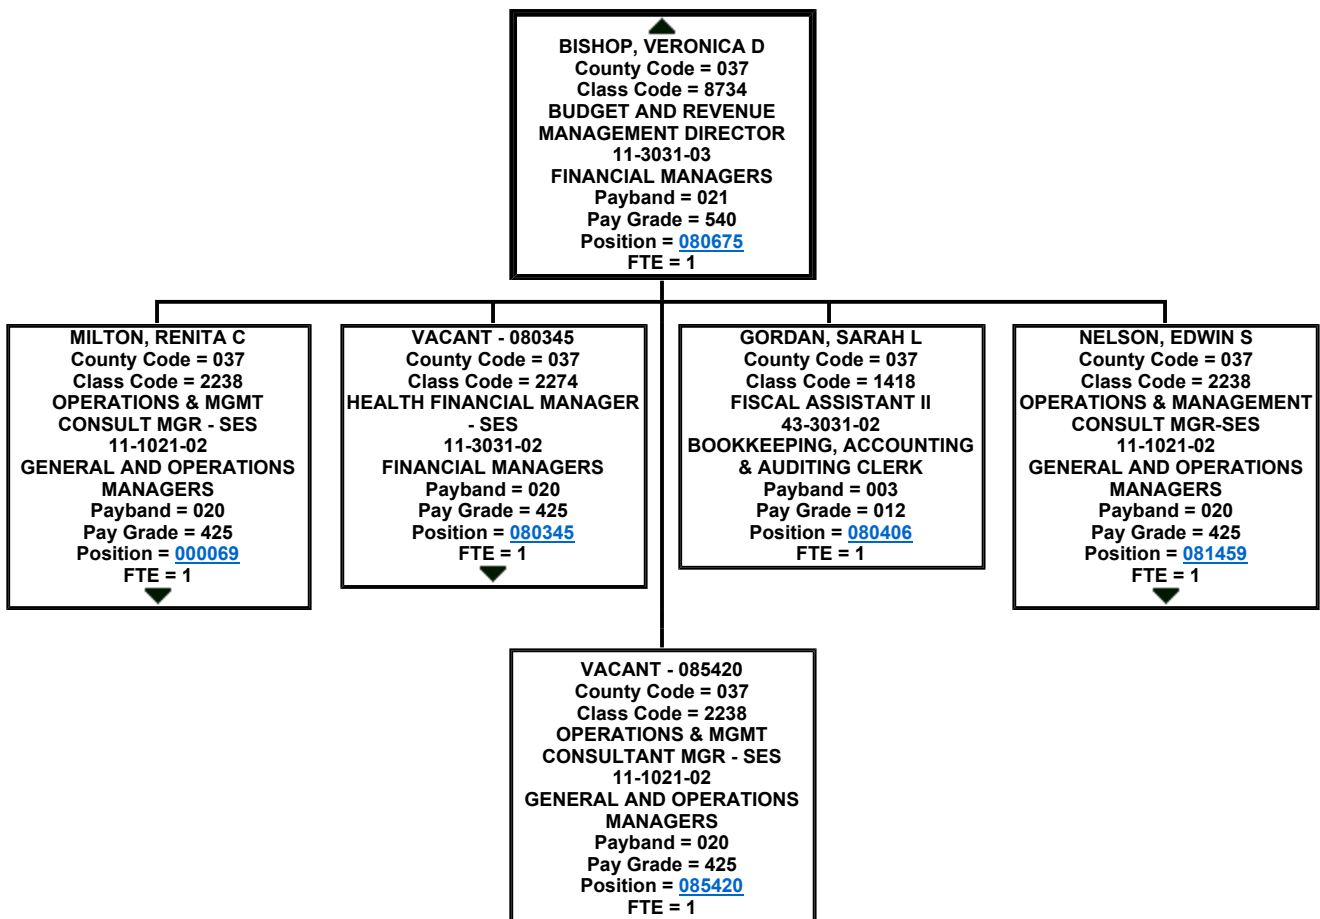 BISHOP, VERONICA D
County Code = 037
Class Code = 8734
BUDGET AND REVENUE
MANAGEMENT DIRECTOR
11-3031-03
FINANCIAL MANAGERS
Payband = 021
Pay Grade = 540
Position = 080675
FTE = 1
MILTON, RENITA C
County Code = 037
Class Code = 2238
OPERATIONS & MGMT
CONSULT MGR - SES
11-1021-02
GENERAL AND OPERATIONS
MANAGERS
Payband = 020
Pay Grade = 425
Position = 000069
FTE = 1
VACANT - 080345
County Code = 037
Class Code = 2274
HEALTH FINANCIAL MANAGER
- SES
11-3031-02
FINANCIAL MANAGERS
Payband = 020
Pay Grade = 425
Position = 080345
FTE = 1
GORDAN, SARAH L
County Code = 037
Class Code = 1418
FISCAL ASSISTANT II
43-3031-02
BOOKKEEPING, ACCOUNTING
& AUDITING CLERK
Payband = 003
Pay Grade = 012
Position = 080406
FTE = 1
NELSON, EDWIN S
County Code = 037
Class Code = 2238
OPERATIONS & MANAGEMENT
CONSULT MGR-SES
11-1021-02
GENERAL AND OPERATIONS
MANAGERS
Payband = 020
Pay Grade = 425
Position = 081459
FTE = 1
VACANT - 085420
County Code = 037
Class Code = 2238
OPERATIONS & MGMT
CONSULTANT MGR - SES
11-1021-02
GENERAL AND OPERATIONS
MANAGERS
Payband = 020
Pay Grade = 425
Position = 085420
FTE = 1